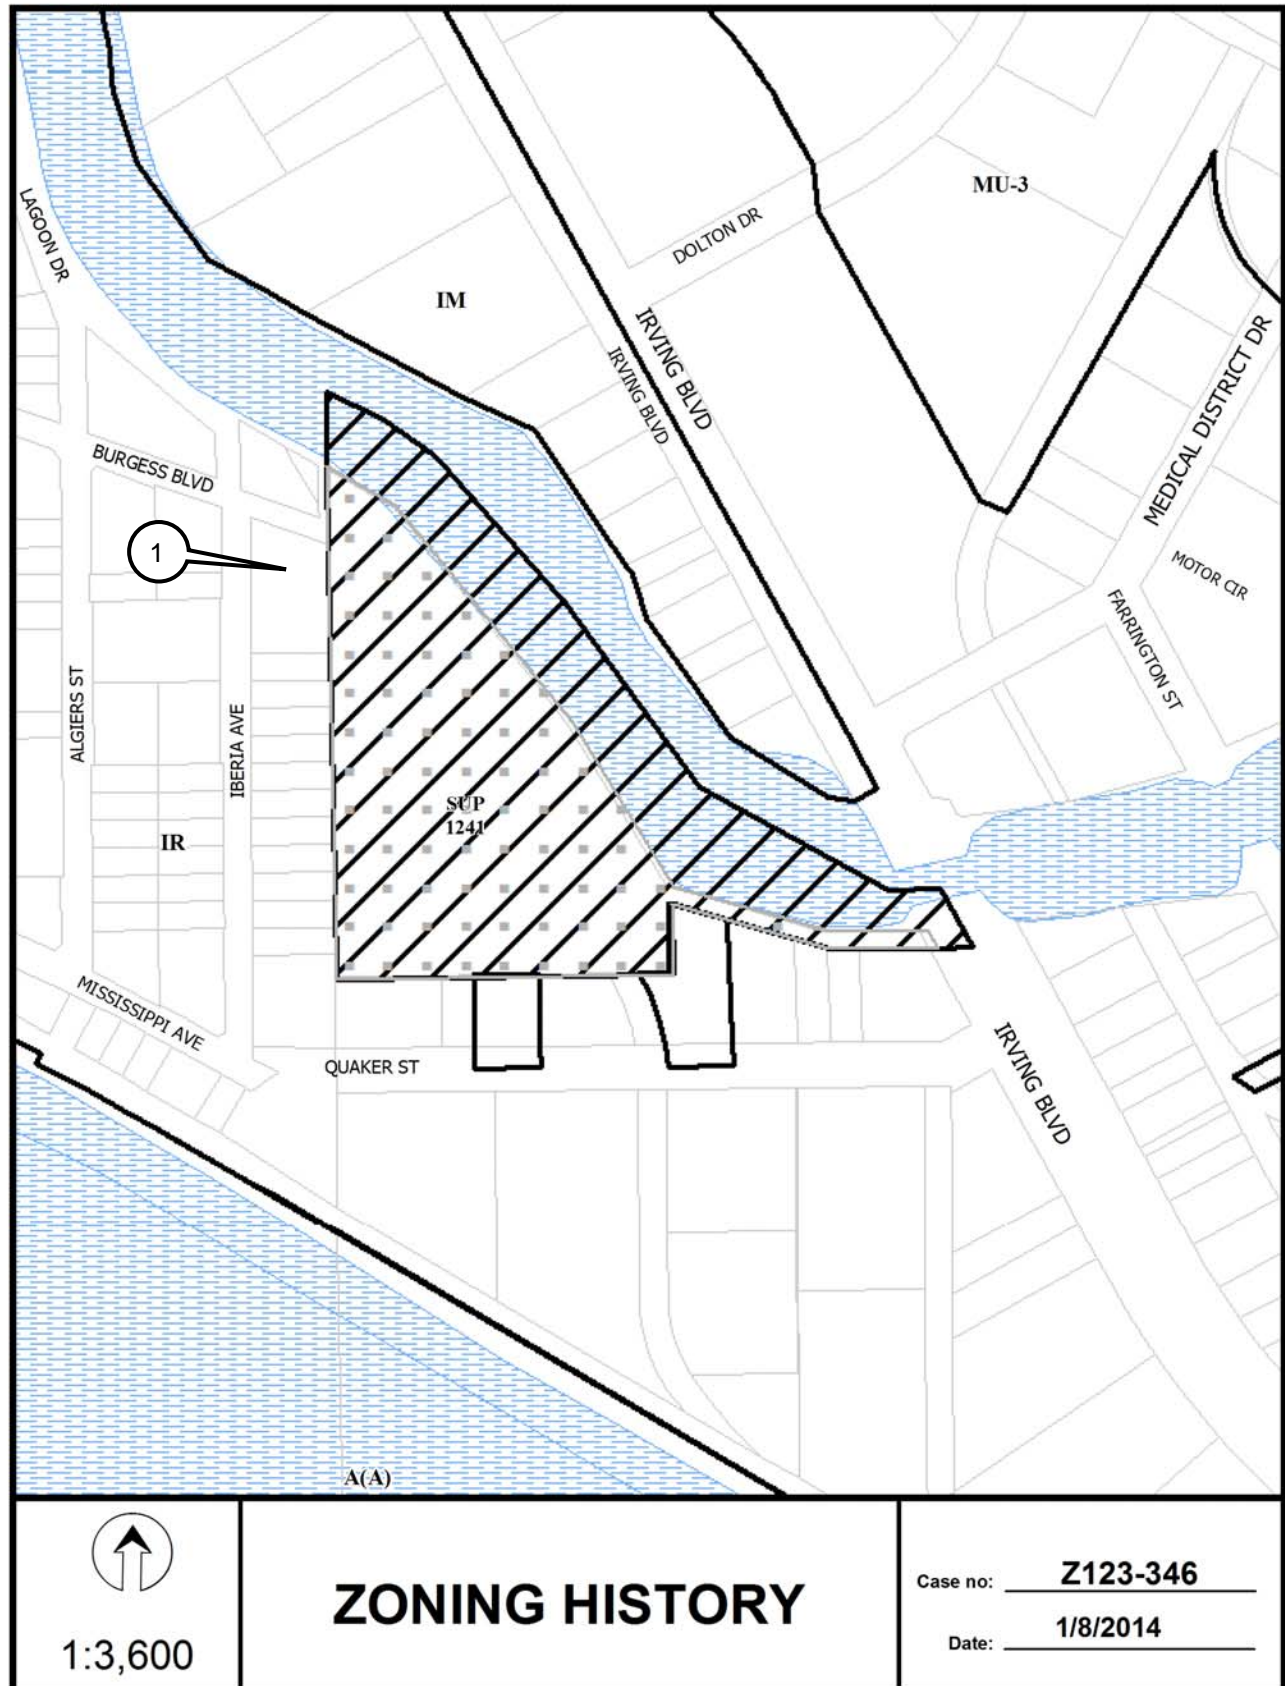 MU-3
LAGOON DR
DOLTON DR
IM
IRVING BLVD
IRVING BLVD
MEDICAL DISTRICT DR
BURGESS BLVD
1
MOTOR CIR
FARRINGTON ST
ALGIERS ST
IBERIA AVE
SUP
1241
IR
MISSISSIPPI AVE
QUAKER ST
IRVING BLVD
A(A)
1:3,600
ZONING HISTORY
Case no: Z123-346
Date: 1/8/2014